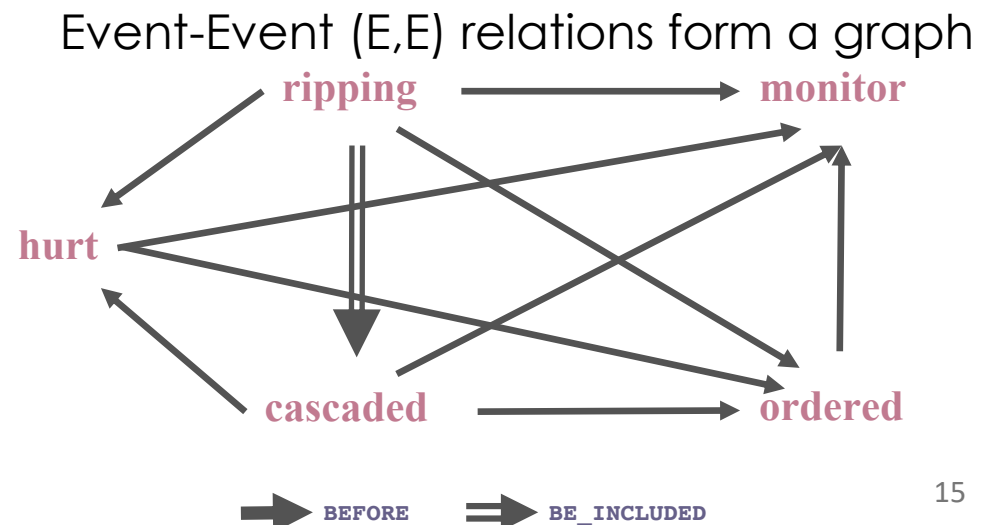 Event-Event (E,E) relations form a graph
ripping
monitor
hurt
cascaded
ordered
BEFORE
BE_INCLUDED
15